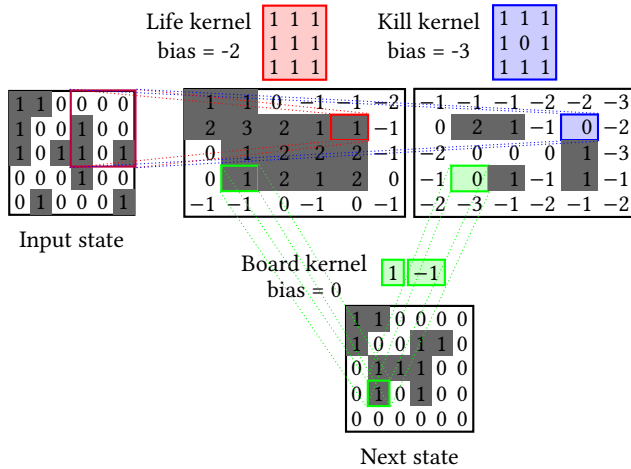 Life kernel
bias = -2
1 1 1
1 1 1
1 1 1
Kill kernel
bias = -3
1 1 1
1 0 1
1 1 1
1 1 0 0 0 0
1 0 0 1 0 0
1 0 1 1 0 1
0 0 0 1 0 0
0 1 0 0 0 1
Input state
1 1 0 −1 −1 −2
2 3 2 1 1 −1
0 1 2 2 2 −1
0 1 2 1 2 0
−1 −1 0 −1 0 −1
−1 −1 −1 −2 −2 −3
0 2 1 −1 0 −2
−2 0 0 0 1 −3
−1 0 1 −1 1 −1
−2 −3 −1 −2 −1 −2
Board kernel
bias = 0
1 −1
1 1 0 0 0 0
1 0 0 1 1 0
0 1 1 1 0 0
0 1 0 1 0 0
0 0 0 0 0 0
Next state